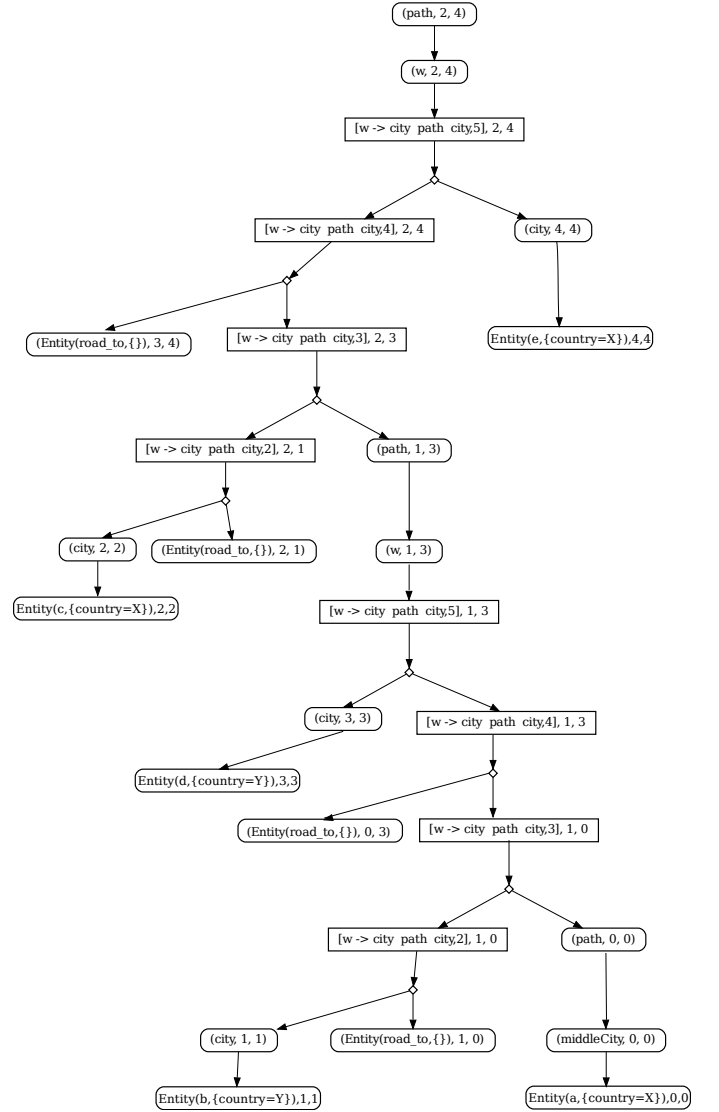 (path, 2, 4)
(w, 2, 4)
[w -> city path city,5], 2, 4
[w -> city path city,4], 2, 4
(city, 4, 4)
(Entity(road_to,{}), 3, 4)
[w -> city path city,3], 2, 3
Entity(e,{country=X}),4,4
[w -> city path city,2], 2, 1
(path, 1, 3)
(city, 2, 2)
(Entity(road_to,{}), 2, 1)
(w, 1, 3)
Entity(c,{country=X}),2,2
[w -> city path city,5], 1, 3
(city, 3, 3)
[w -> city path city,4], 1, 3
Entity(d,{country=Y}),3,3
(Entity(road_to,{}), 0, 3)
[w -> city path city,3], 1, 0
[w -> city path city,2], 1, 0
(path, 0, 0)
(city, 1, 1)
(Entity(road_to,{}), 1, 0)
(middleCity, 0, 0)
Entity(b,{country=Y}),1,1
Entity(a,{country=X}),0,0